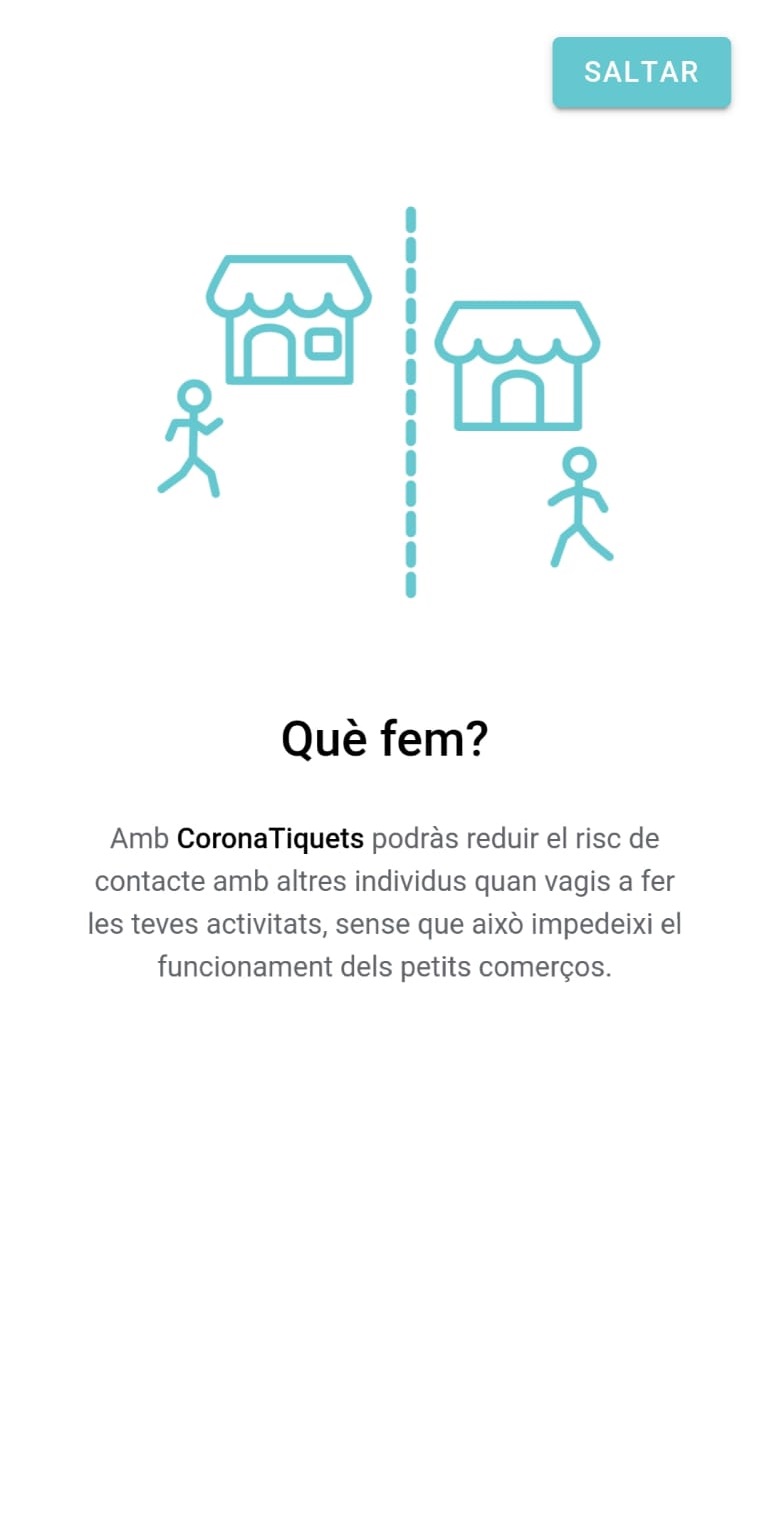 SALTAR
Què fem?
Amb CoronaTiquets podràs reduir el risc de
contacte amb altres individus quan vagis a fer
les teves activitats, sense que això impedeixi el
funcionament dels petits comerços.